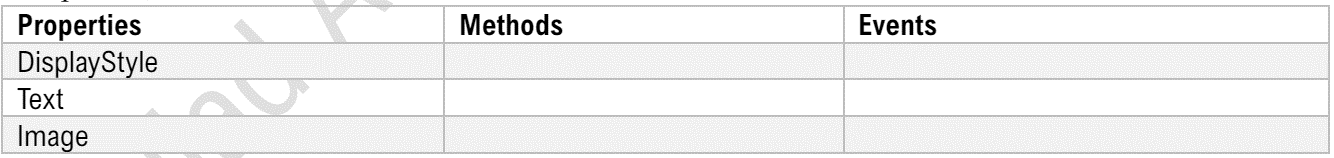 Properties Methods Events
DisplayStyle
Text
Image